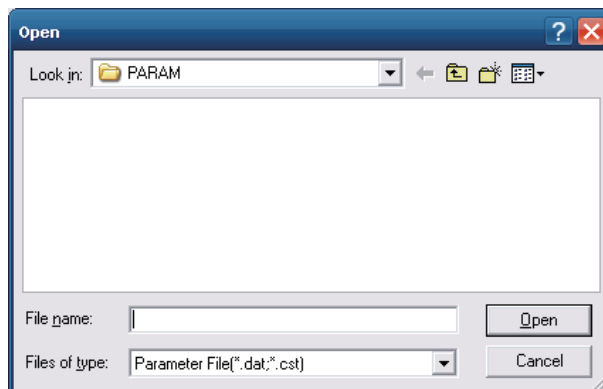 Open
Look in: PARAM
File name:
Open
Files of type: Parameter File(*.dat;*.cst)
Cancel